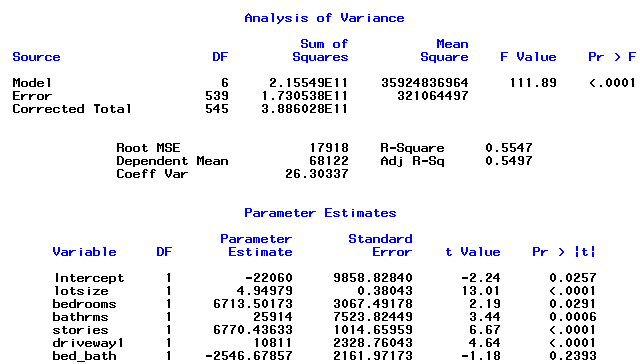 Analysis of Variance
Sum of Mean
Source DF Squares Square F Value Pr > F
Model 6 2.15549E11 35924836964 111.89 <.0001
Error 539 1.730538E11 321064497
Corrected Total 545 3.886028E11
Root MSE 17918 R-Square 0.5547
Dependent Mean 68122 Adj R-Sq 0.5497
Coeff Var 26.30337
Parameter Estimates
Parameter Standard
Variable DF Estimate Error t Value Pr > |t|
Intercept 1 -22060 9858.82840 -2.24 0.0257
lotsize 1 4.94979 0.38043 13.01 <.0001
bedrooms 1 6713.50173 3067.49178 2.19 0.0291
bathrms 1 25914 7523.82449 3.44 0.0006
stories 1 6770.43633 1014.65959 6.67 <.0001
driveway1 1 10811 2328.76043 4.64 <.0001
bed_bath 1 -2546.67857 2161.97173 -1.18 0.2393